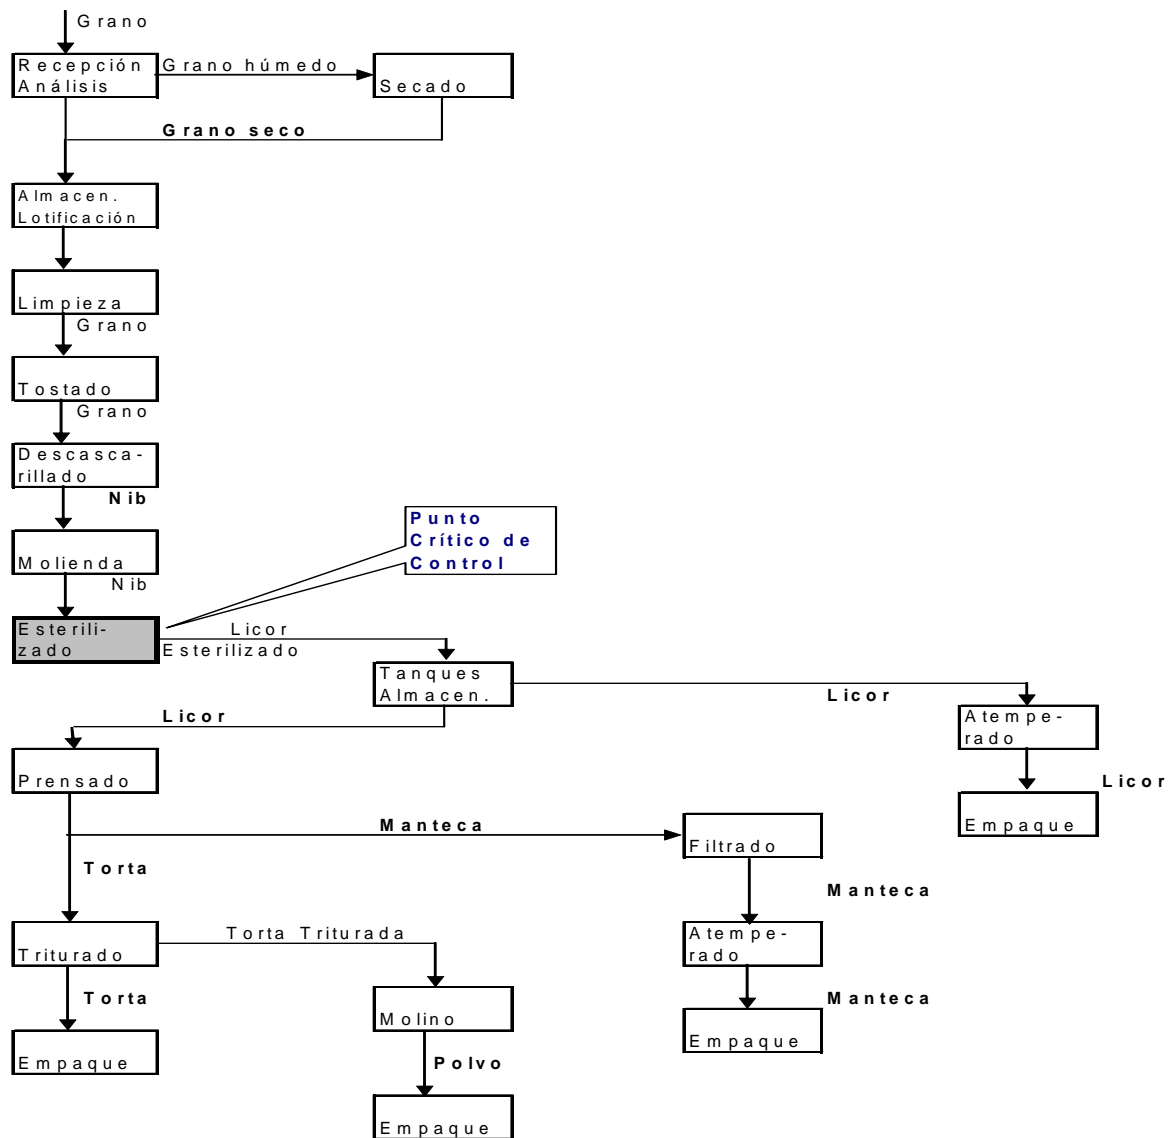 Grano
Recepción
Análisis
Grano húmedo
Secado
Grano seco
Almacen.
Lotificación
Limpieza
Grano
Tostado
Grano
Descasca-
rillado
Nib
Molienda
Nib
Punto
Crítico de
Control
Esterili-
zado
Licor
Esterilizado
Tanques
Almacen.
Licor
Atempe-
rado
Licor
Empaque
Licor
Prensado
Manteca
Filtrado
Torta
Manteca
Triturado
Torta Triturada
Atempe-
rado
Torta
Manteca
Molino
Empaque
Empaque
Polvo
Empaque